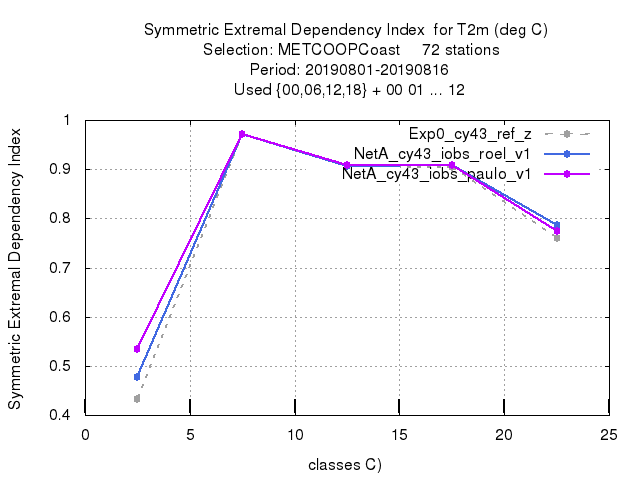 Symmetric Extremal Dependency Index  for T2m (deg C)
Selection: METCOOPCoast     72 stations
Period: 20190801-20190816
Used {00,06,12,18} + 00 01 ... 12
Exp0_cy43_ref_z
NetA_cy43_iobs_roel_v1
NetA_cy43_iobs_paulo_v1
Symmetric Extremal Dependency Index
1
0.9
0.8
0.7
0.6
0.5
0.4
0 5 10 15 20 25
classes C)